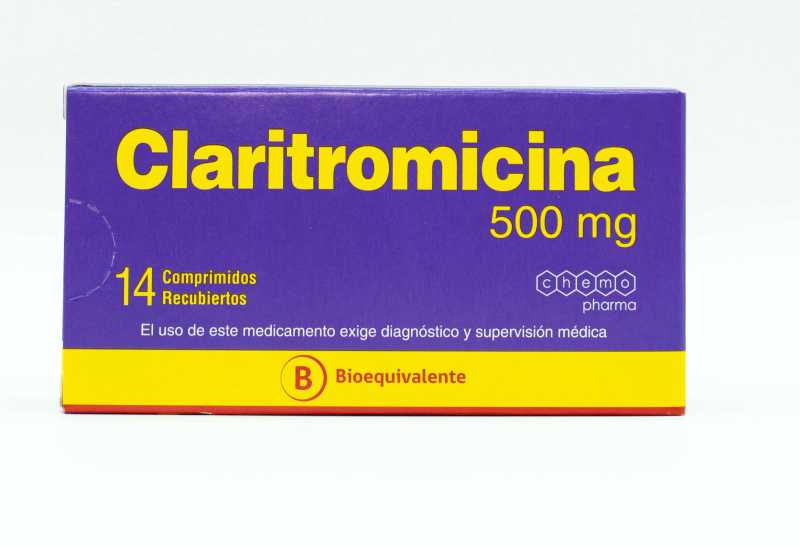 Claritromicina
500 mg
14 Comprimidos
Recubiertos
chemo
pharma
El uso de este medicamento exige diagnóstico y supervisión médica
B Bioequivalente